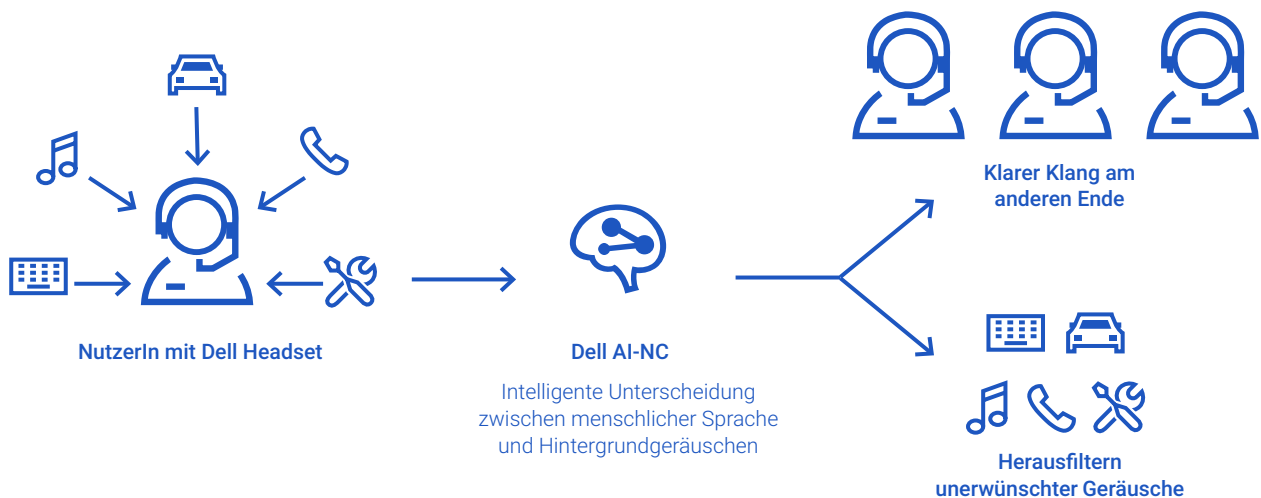 NutzerIn mit Dell Headset
Dell AI-NC
Intelligente Unterscheidung
zwischen menschlicher Sprache
und Hintergrundgeräuschen
Klarer Klang am
anderen Ende
Herausfiltern
unerwünschter Geräusche